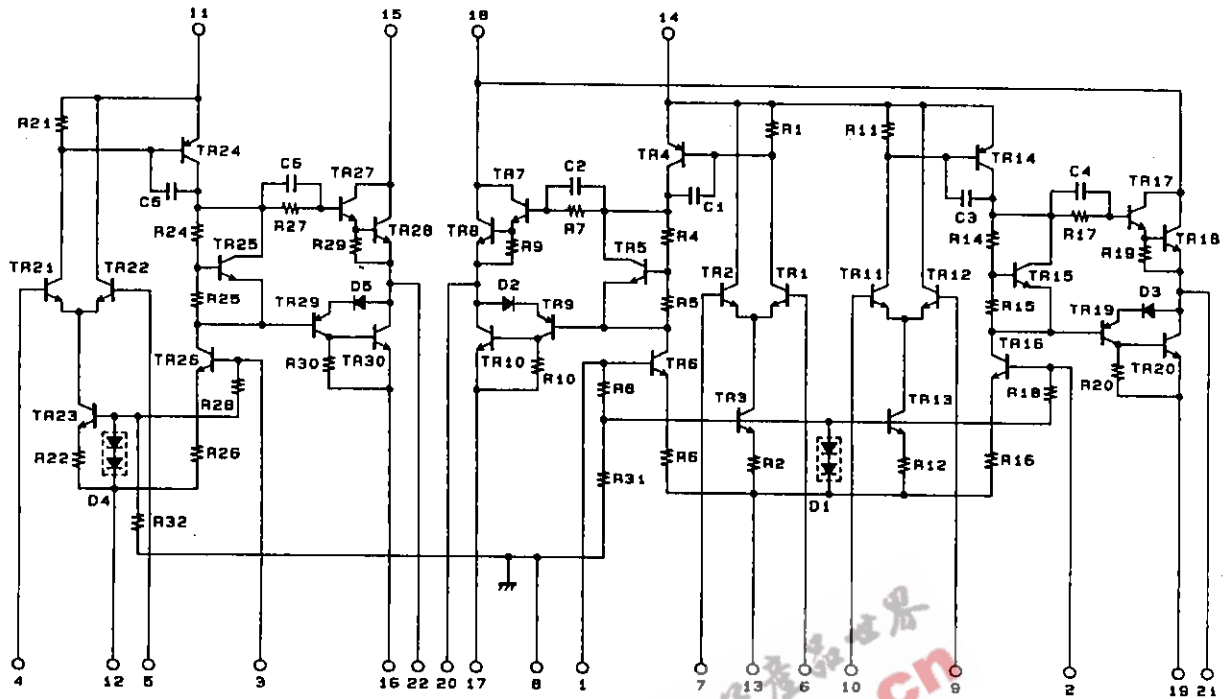 11
15
18
14
R21
TR24
C5
C6
TR27
R27
R24
TR25
R29
TR28
TR21
TR22
R25
D5
TR29
TR26
R30
TR30
R28
TR23
R22
R26
D4
R32
TR7
C2
TR8
R9
R7
TR5
D2
TR9
TR10
R10
TR4
R1
C1
R4
TR2
TR1
R5
TR6
R8
TR3
R6
R2
R31
D1
R11
TR14
C3
C4
TR17
R17
R14
R19
TR18
TR11
TR12
TR15
R15
D3
TR16
TR19
R20
TR20
R18
TR13
R12
R16
4
12
5
3
16
22
20
17
8
1
7
13
6
10
9
2
19
21
cn